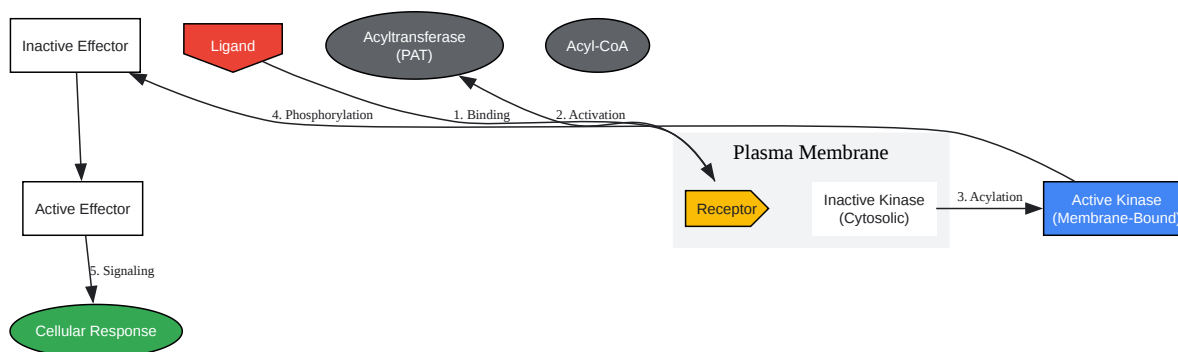 Inactive Effector
Ligand
Acyltransferase
(PAT)
Acyl-CoA
4. Phosphorylation
1. Binding
2. Activation
Plasma Membrane
Receptor
Inactive Kinase
(Cytosolic)
3. Acylation
Active Kinase
(Membrane-Bound)
Active Effector
5. Signaling
Cellular Response